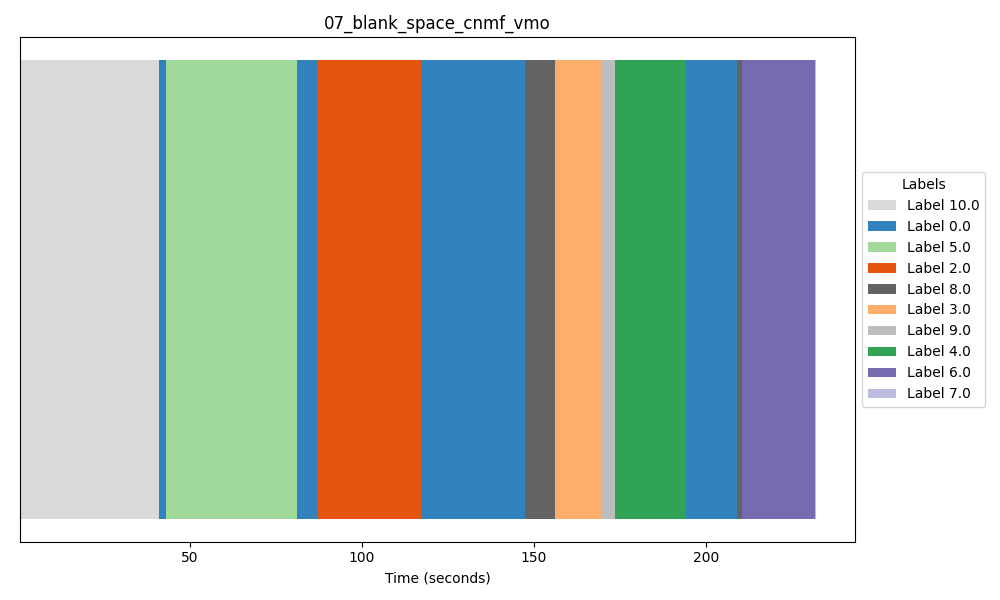 07_blank_space_cnmf_vmo
Labels
Label 10.0
Label 0.0
Label 5.0
Label 2.0
Label 8.0
Label 3.0
Label 9.0
Label 4.0
Label 6.0
Label 7.0
50 100 150 200
Time (seconds)